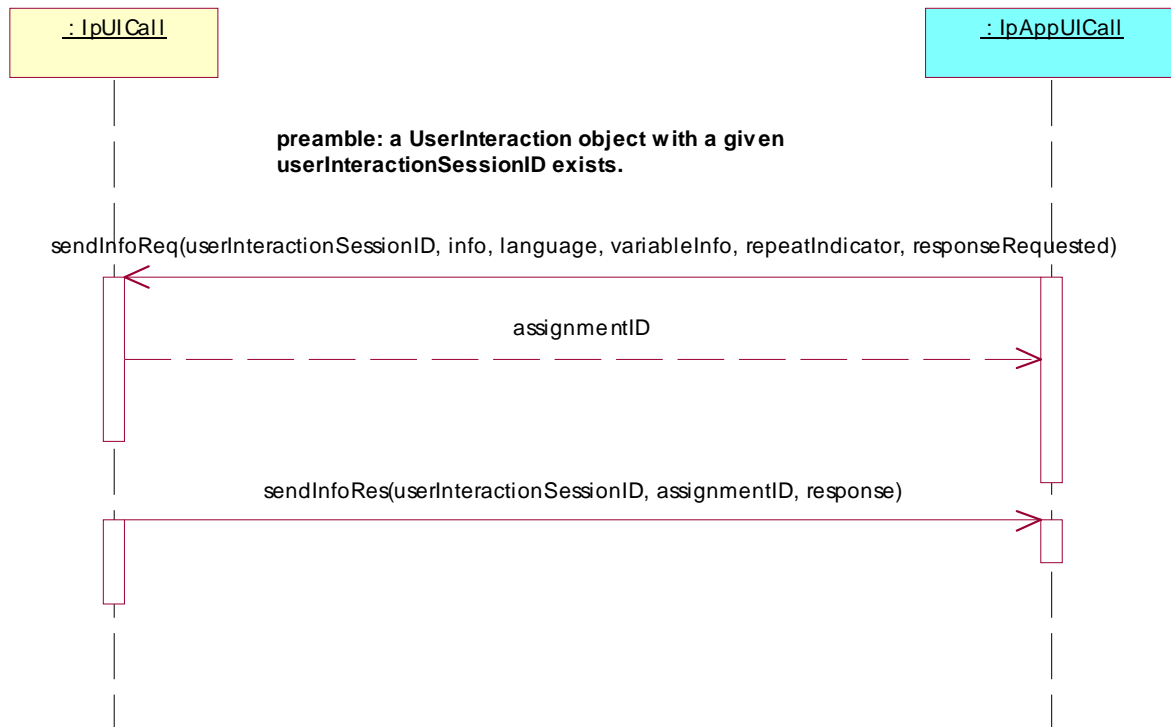 : IpUICall
: IpAppUICall
preamble: a UserInteraction object with a given
userInteractionSessionID exists.
sendInfoReq(userInteractionSessionID, info, language, variableInfo, repeatIndicator, responseRequested)
assignmentID
sendInfoRes(userInteractionSessionID, assignmentID, response)